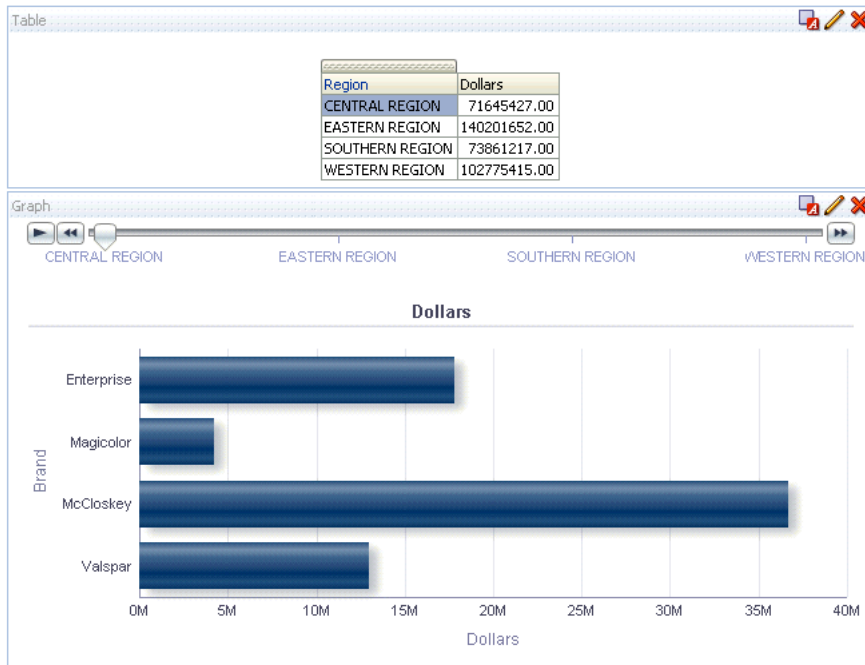 Table
Region Dollars
CENTRAL REGION 71645427.00
EASTERN REGION 140201652.00
SOUTHERN REGION 73861217.00
WESTERN REGION 102775415.00
Graph
CENTRAL REGION EASTERN REGION SOUTHERN REGION WESTERN REGION
Dollars
Enterprise
Magicolor
McCloskey
Valspar
Brand
0M 5M 10M 15M 20M 25M 30M 35M 40M
Dollars